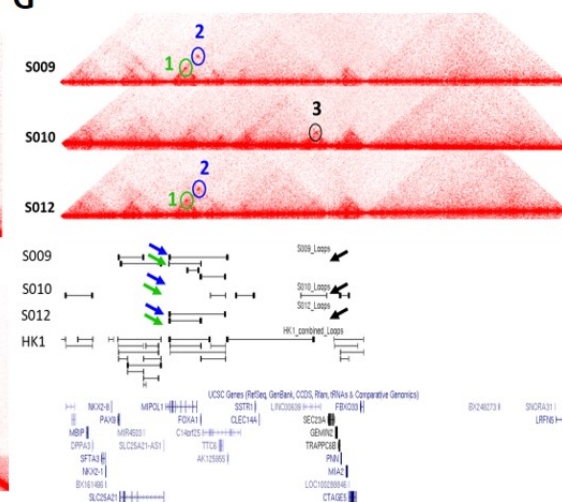 G
2
S009
1
3
S010
2
S012
1
S009
S009_Loops
S010
S010_Loops
S012
S012_Loops
HK1
HK1_combined_Loops
UCSC Genes (RefSeq, GenBank, CCDS, Rfam, tRNAs & Comparative Genomics)
NKX2-8 MIPOL1 SSTR1 LINC00639 FBXO33 BX248273 SNORA31
PAX9 FOXA1 CLEC14A SEC23A LRFN5
MBIP MIR4503 C14orf25 GEMIN2
DPPA3 SLC25A21-AS1 TTC6 TRAPPC6B
SFTA3 AK128955 PNN
NKX2-1 MIA2
BX161496 LOC100288846
SLC25A21 CTAGE5